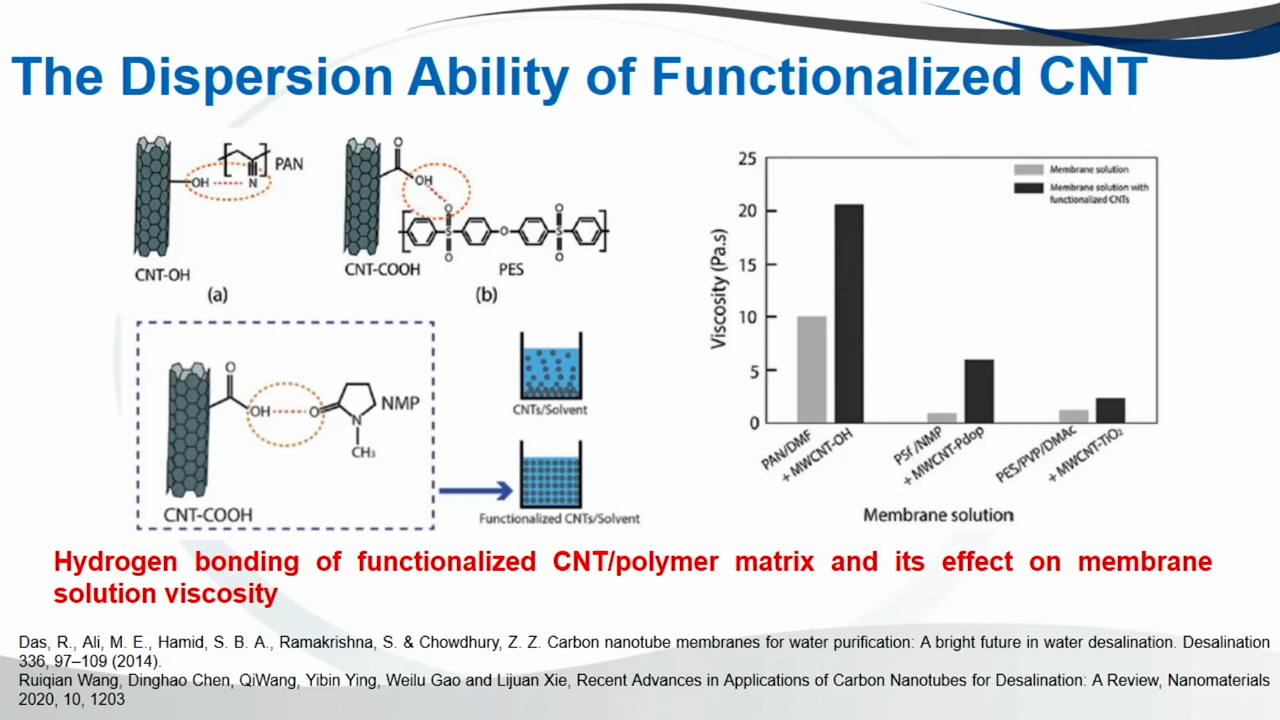 The Dispersion Ability of Functionalized CNT
PAN
OH
N
CNT-OH
(a)
O
OH
O
S
O
O
O
S
O
CNT-COOH
PES
(b)
O
OH
O
NMP
N
CH₃
CNT-COOH
CNTs/Solvent
Functionalized CNTs/Solvent
Viscosity (Pa.s)
25
20
15
10
5
0
Membrane solution
Membrane solution with
functionalized CNTs
PAN/DMF
+ MWCNT-OH
PSf /NMP
+ MWCNT-Pdop
PES/PVP/DMAc
+ MWCNT-TiO₂
Membrane solution
Hydrogen bonding of functionalized CNT/polymer matrix and its effect on membrane
solution viscosity
Das, R., Ali, M. E., Hamid, S. B. A., Ramakrishna, S. & Chowdhury, Z. Z. Carbon nanotube membranes for water purification: A bright future in water desalination. Desalination
336, 97–109 (2014).
Ruiqian Wang, Dinghao Chen, QiWang, Yibin Ying, Weilu Gao and Lijuan Xie, Recent Advances in Applications of Carbon Nanotubes for Desalination: A Review, Nanomaterials
2020, 10, 1203